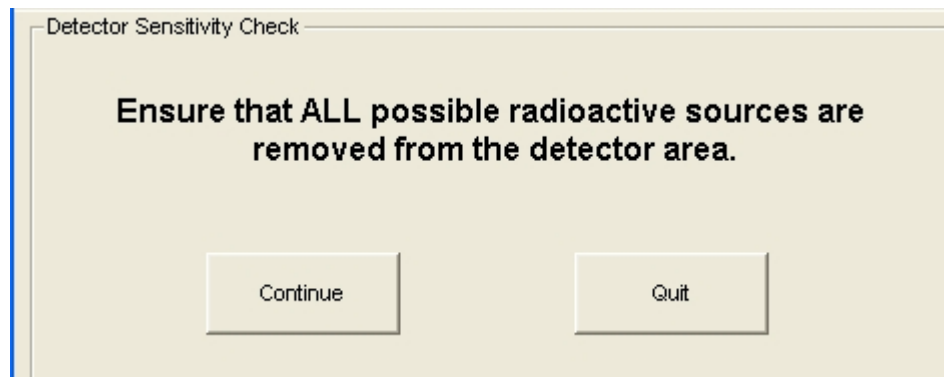 Detector Sensitivity Check
Ensure that ALL possible radioactive sources are
removed from the detector area.
Continue
Quit